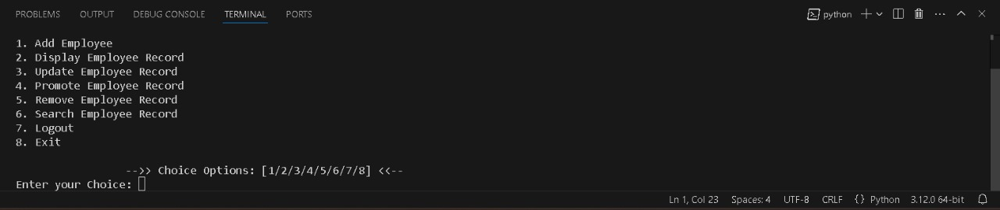 PROBLEMS OUTPUT DEBUG CONSOLE TERMINAL PORTS python
1. Add Employee
2. Display Employee Record
3. Update Employee Record
4. Promote Employee Record
5. Remove Employee Record
6. Search Employee Record
7. Logout
8. Exit
-->> Choice Options: [1/2/3/4/5/6/7/8] <<--
Enter your Choice:
Ln 1, Col 23 Spaces: 4 UTF-8 CRLF {} Python 3.12.0 64-bit